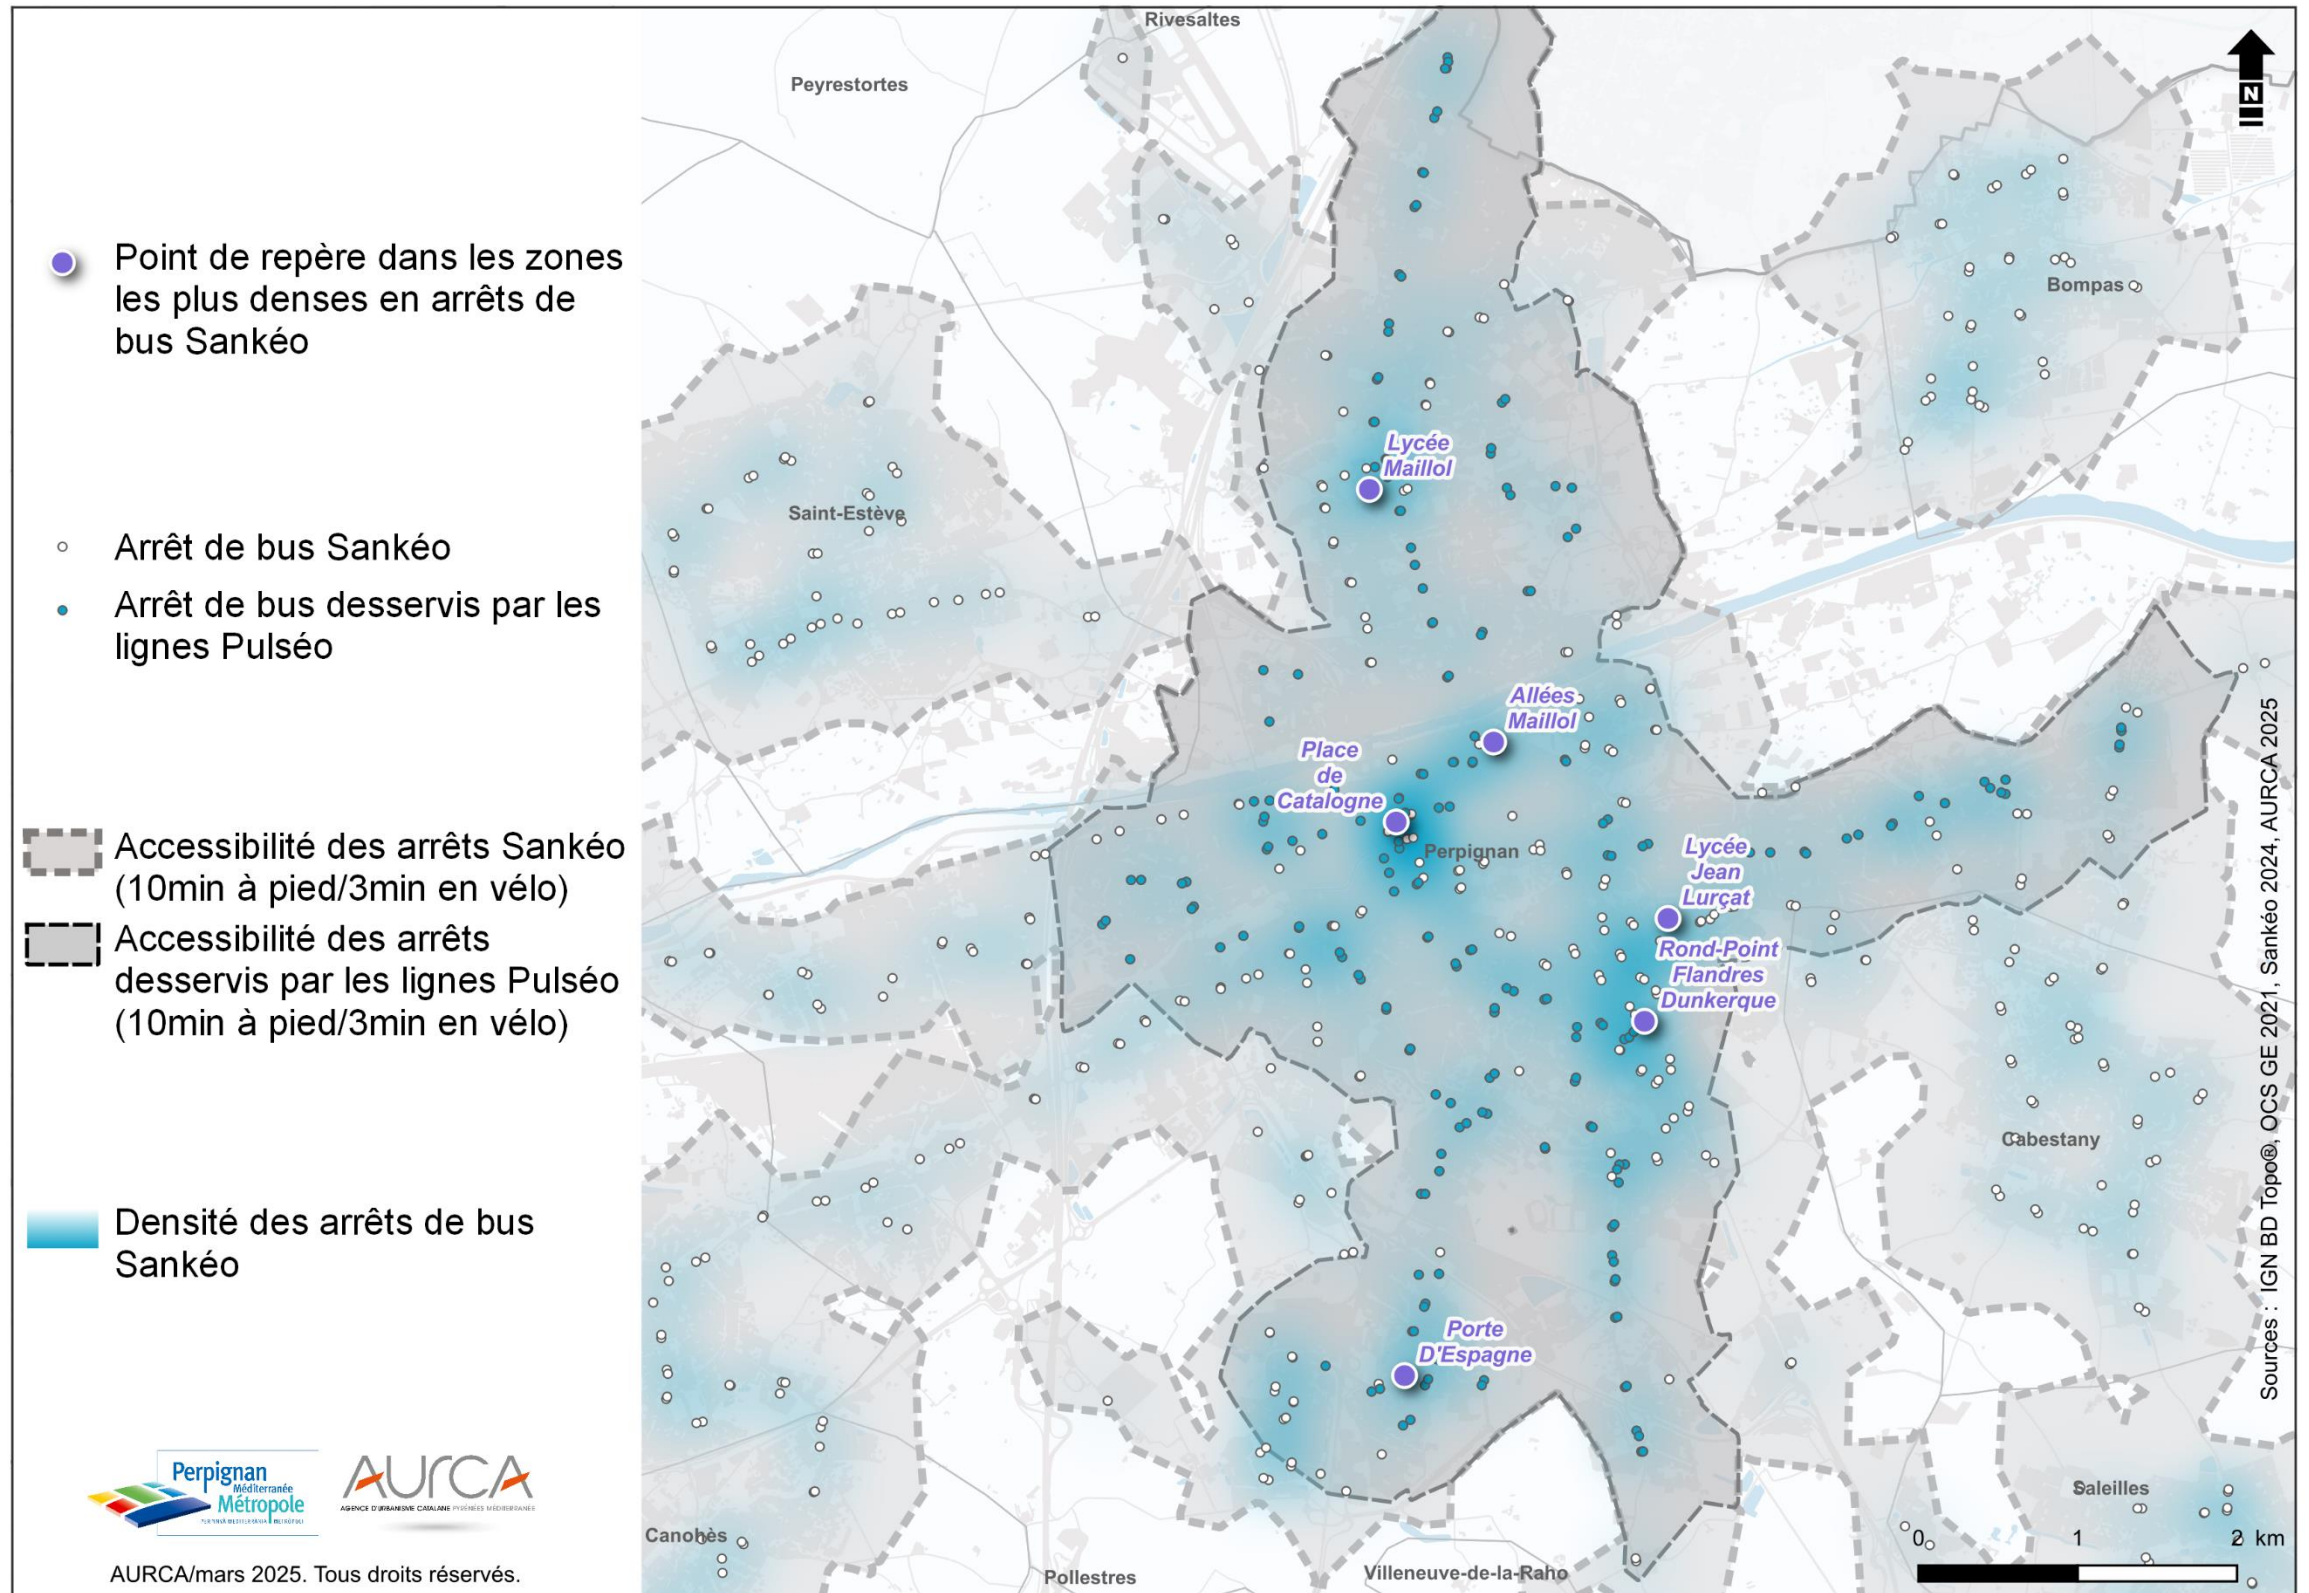 Point de repère dans les zones
les plus denses en arrêts de
bus Sankéo
Arrêt de bus Sankéo
Arrêt de bus desservis par les
lignes Pulséo
Accessibilité des arrêts Sankéo
(10min à pied/3min en vélo)
Accessibilité des arrêts
desservis par les lignes Pulséo
(10min à pied/3min en vélo)
Densité des arrêts de bus
Sankéo
Perpignan
Méditerranée
Métropole
AURCA
AGENCE D'URBANISME CATALANE PYRÉNÉES MÉDITERRANÉE
AURCA/mars 2025. Tous droits réservés.
Rivesaltes
Peyrestortes
N
Bompas
Lycée
Maillol
Saint-Estève
Allées
Maillol
Place
de
Catalogne
Perpignan
Lycée
Jean
Lurçat
Rond-Point
Flandres
Dunkerque
Cabestany
Porte
D'Espagne
Saleilles
Canohès
Pollestres
Villeneuve-de-la-Raho
0 1 2 km
Sources : IGN BD Topo®, OCS GE 2021, Sankéo 2024, AURCA 2025